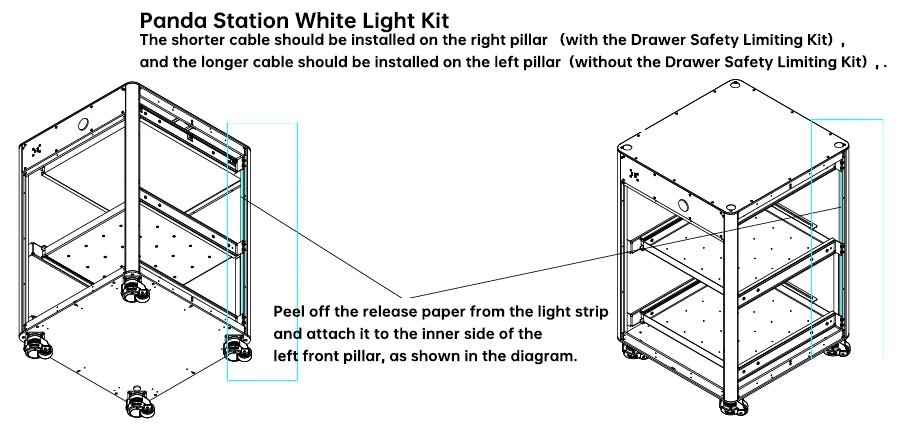 Panda Station White Light Kit
The shorter cable should be installed on the right pillar （with the Drawer Safety Limiting Kit），
and the longer cable should be installed on the left pillar（without the Drawer Safety Limiting Kit），.
Peel off the release paper from the light strip
and attach it to the inner side of the
left front pillar, as shown in the diagram.